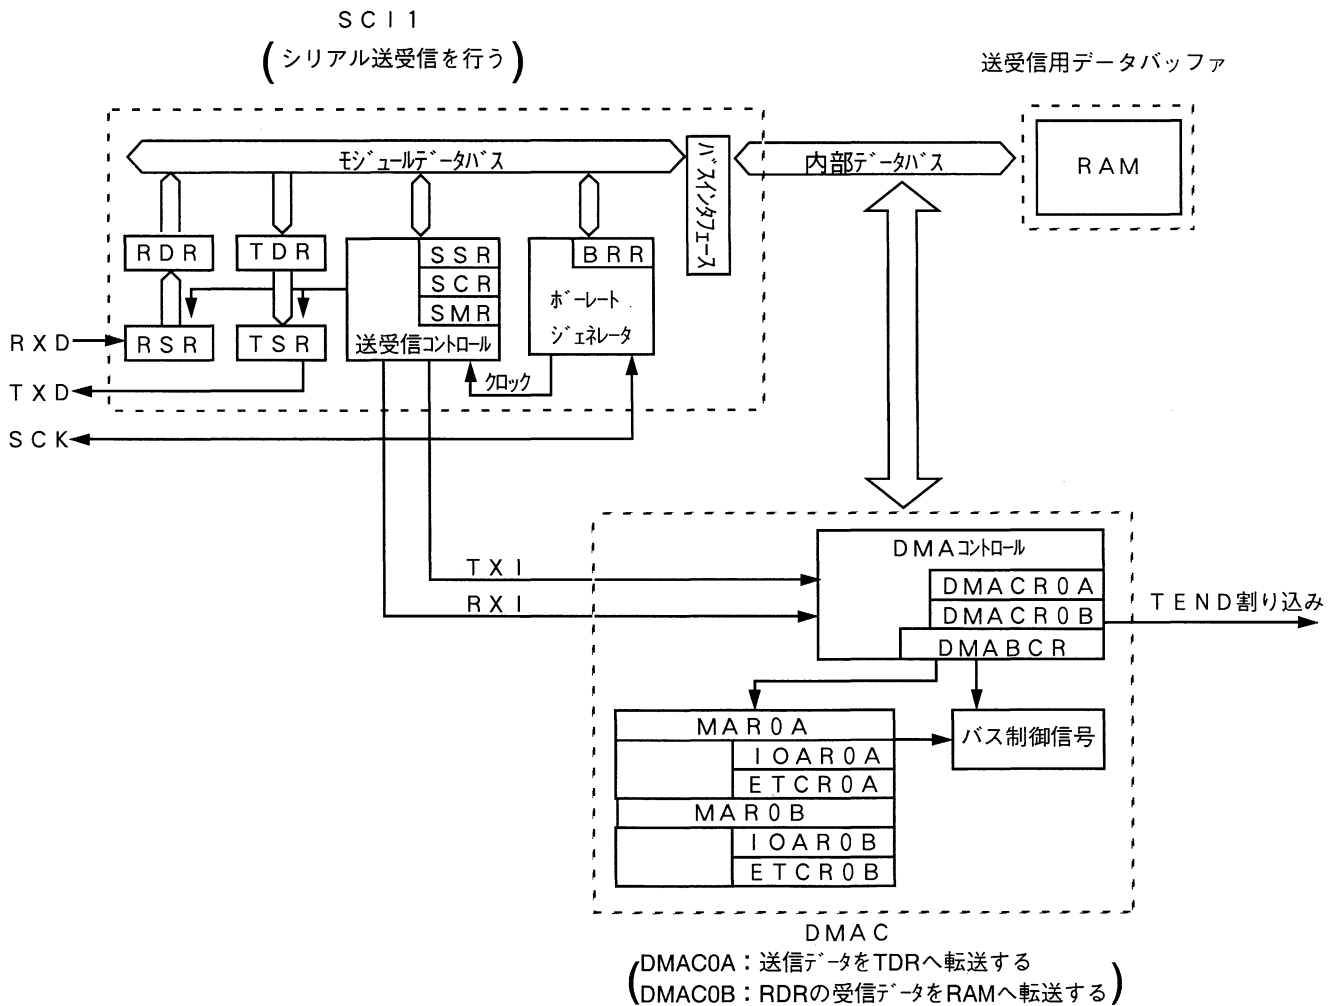 SCI1
(シリアル送受信を行う)
送受信用データバッファ
モジュールデータバス
バスインタフェース
内部データバス
RAM
RDR
TDR
SSR
SCR
SMR
送受信コントロール
BRR
ボーレート
ジェネレータ
RSR
TSR
RXD
TXD
クロック
SCK
TXI
RXI
DMAコントロール
DMACR0A
DMACR0B
DMABCR
TEND割り込み
MAR0A
IOAR0A
ETCR0A
MAR0B
IOAR0B
ETCR0B
バス制御信号
DMAC
(DMAC0A:送信データをTDRへ転送する
DMAC0B:RDRの受信データをRAMへ転送する)